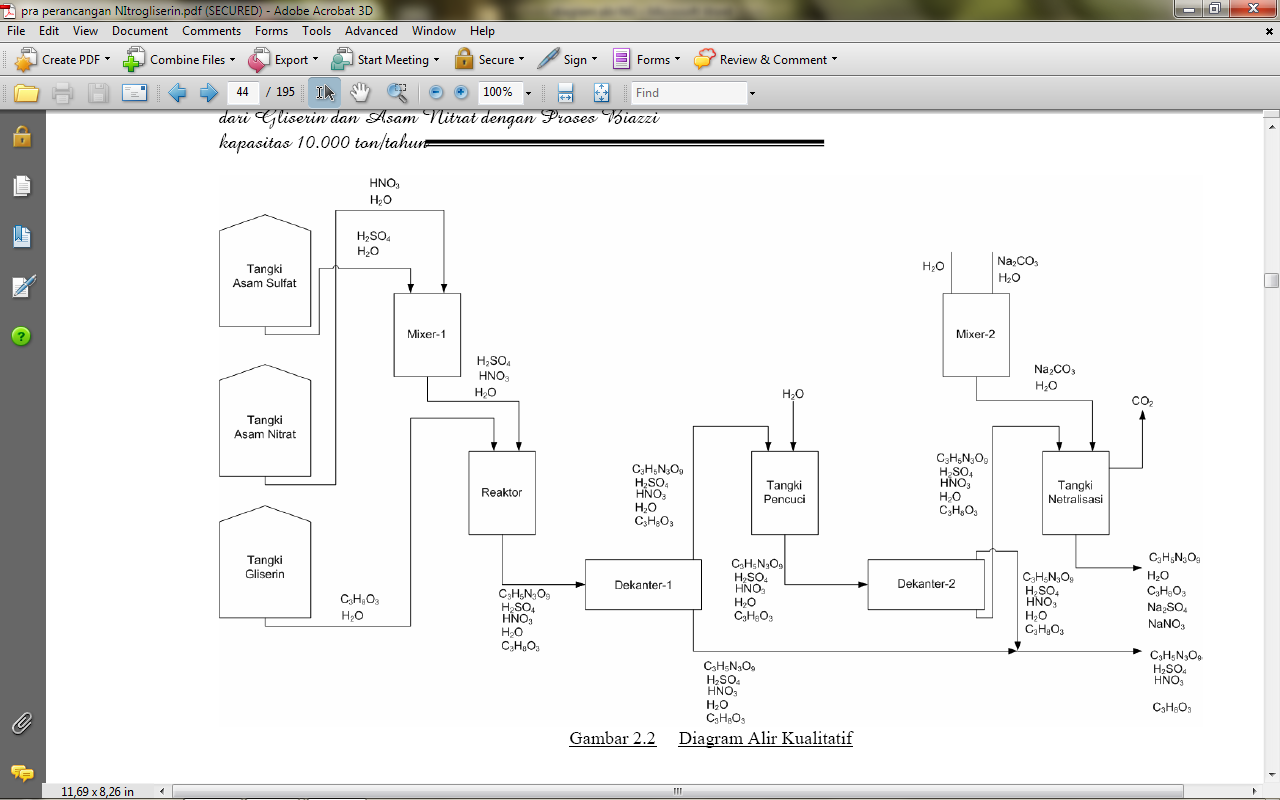 pra perancangan NItrogliserin.pdf (SECURED) - Adobe Acrobat 3D
File Edit View Document Comments Forms Tools Advanced Window Help
Create PDF Combine Files Export Start Meeting Secure Sign Forms Review & Comment
44 / 195 100% Find
dari Gliserin dan Asam Nitrat dengan Proses Biazzi
kapasitas 10.000 ton/tahun
HNO₃
H₂O
H₂SO₄
H₂O
Tangki
Asam Sulfat
Mixer-1
H₂O
Na₂CO₃
H₂O
Mixer-2
H₂SO₄
HNO₃
H₂O
Na₂CO₃
H₂O
Tangki
Asam Nitrat
H₂O
CO₂
Reaktor
C₃H₅N₃O₉
H₂SO₄
HNO₃
H₂O
C₃H₈O₃
Tangki
Pencuci
C₃H₅N₃O₉
H₂SO₄
HNO₃
H₂O
C₃H₈O₃
Tangki
Netralisasi
Tangki
Gliserin
C₃H₈O₃
H₂O
C₃H₅N₃O₉
H₂SO₄
HNO₃
H₂O
C₃H₈O₃
Dekanter-1
C₃H₅N₃O₉
H₂SO₄
HNO₃
H₂O
C₃H₈O₃
Dekanter-2
C₃H₅N₃O₉
H₂SO₄
HNO₃
H₂O
C₃H₈O₃
C₃H₅N₃O₉
H₂O
C₃H₈O₃
Na₂SO₄
NaNO₃
C₃H₅N₃O₉
H₂SO₄
HNO₃
H₂O
C₃H₈O₃
C₃H₅N₃O₉
H₂SO₄
HNO₃
C₃H₈O₃
Gambar 2.2 Diagram Alir Kualitatif
11,69 x 8,26 in